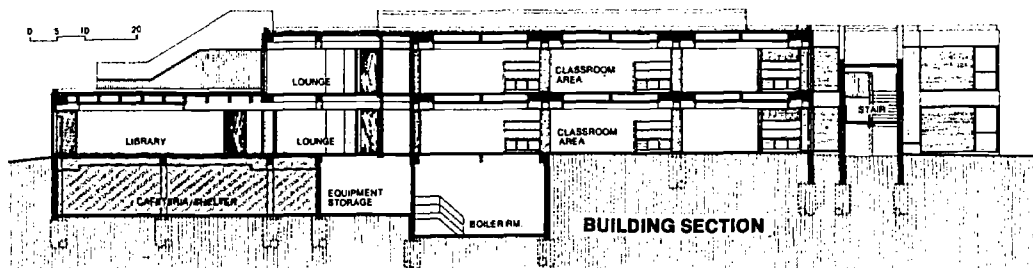 0 5 10 20
LOUNGE
CLASSROOM
AREA
STAIR
LIBRARY
LOUNGE
CLASSROOM
AREA
CAFETERIA/SHELTER
EQUIPMENT
STORAGE
BOILER RM.
BUILDING SECTION